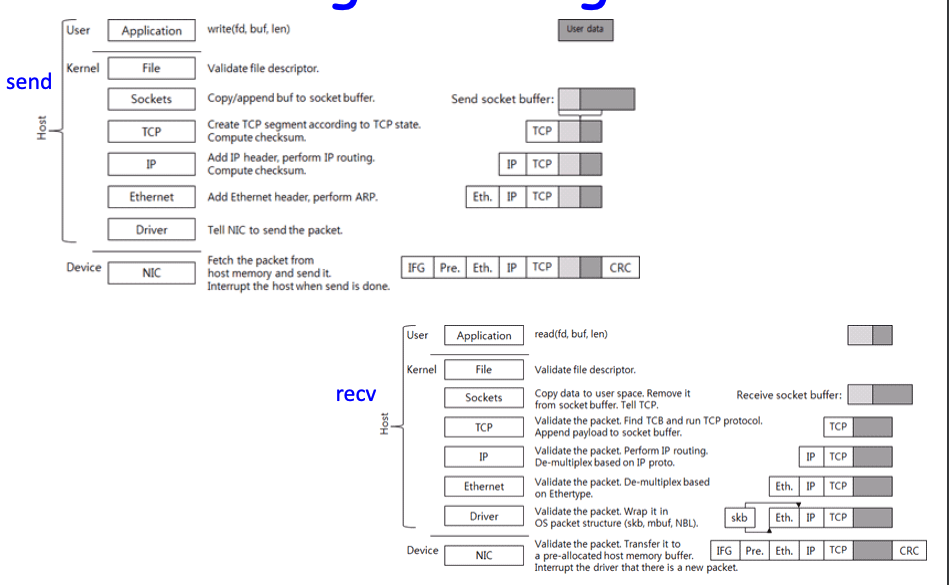 send
Host
User Application write(fd, buf, len) User data
Kernel File Validate file descriptor.
Sockets Copy/append buf to socket buffer. Send socket buffer:
TCP Create TCP segment according to TCP state.
Compute checksum. TCP
IP Add IP header, perform IP routing.
Compute checksum. IP TCP
Ethernet Add Ethernet header, perform ARP. Eth. IP TCP
Driver Tell NIC to send the packet.
Device NIC Fetch the packet from
host memory and send it.
Interrupt the host when send is done. IFG Pre. Eth. IP TCP CRC
recv
Host
User Application read(fd, buf, len)
Kernel File Validate file descriptor.
Sockets Copy data to user space. Remove it
from socket buffer. Tell TCP. Receive socket buffer:
TCP Validate the packet. Find TCB and run TCP protocol.
Append payload to socket buffer. TCP
IP Validate the packet. Perform IP routing.
De-multiplex based on IP proto. IP TCP
Ethernet Validate the packet. De-multiplex based
on Ethertype. Eth. IP TCP
Driver Validate the packet. Wrap it in
OS packet structure (skb, mbuf, NBL). skb Eth. IP TCP
Device NIC Validate the packet. Transfer it to
a pre-allocated host memory buffer.
Interrupt the driver that there is a new packet. IFG Pre. Eth. IP TCP CRC